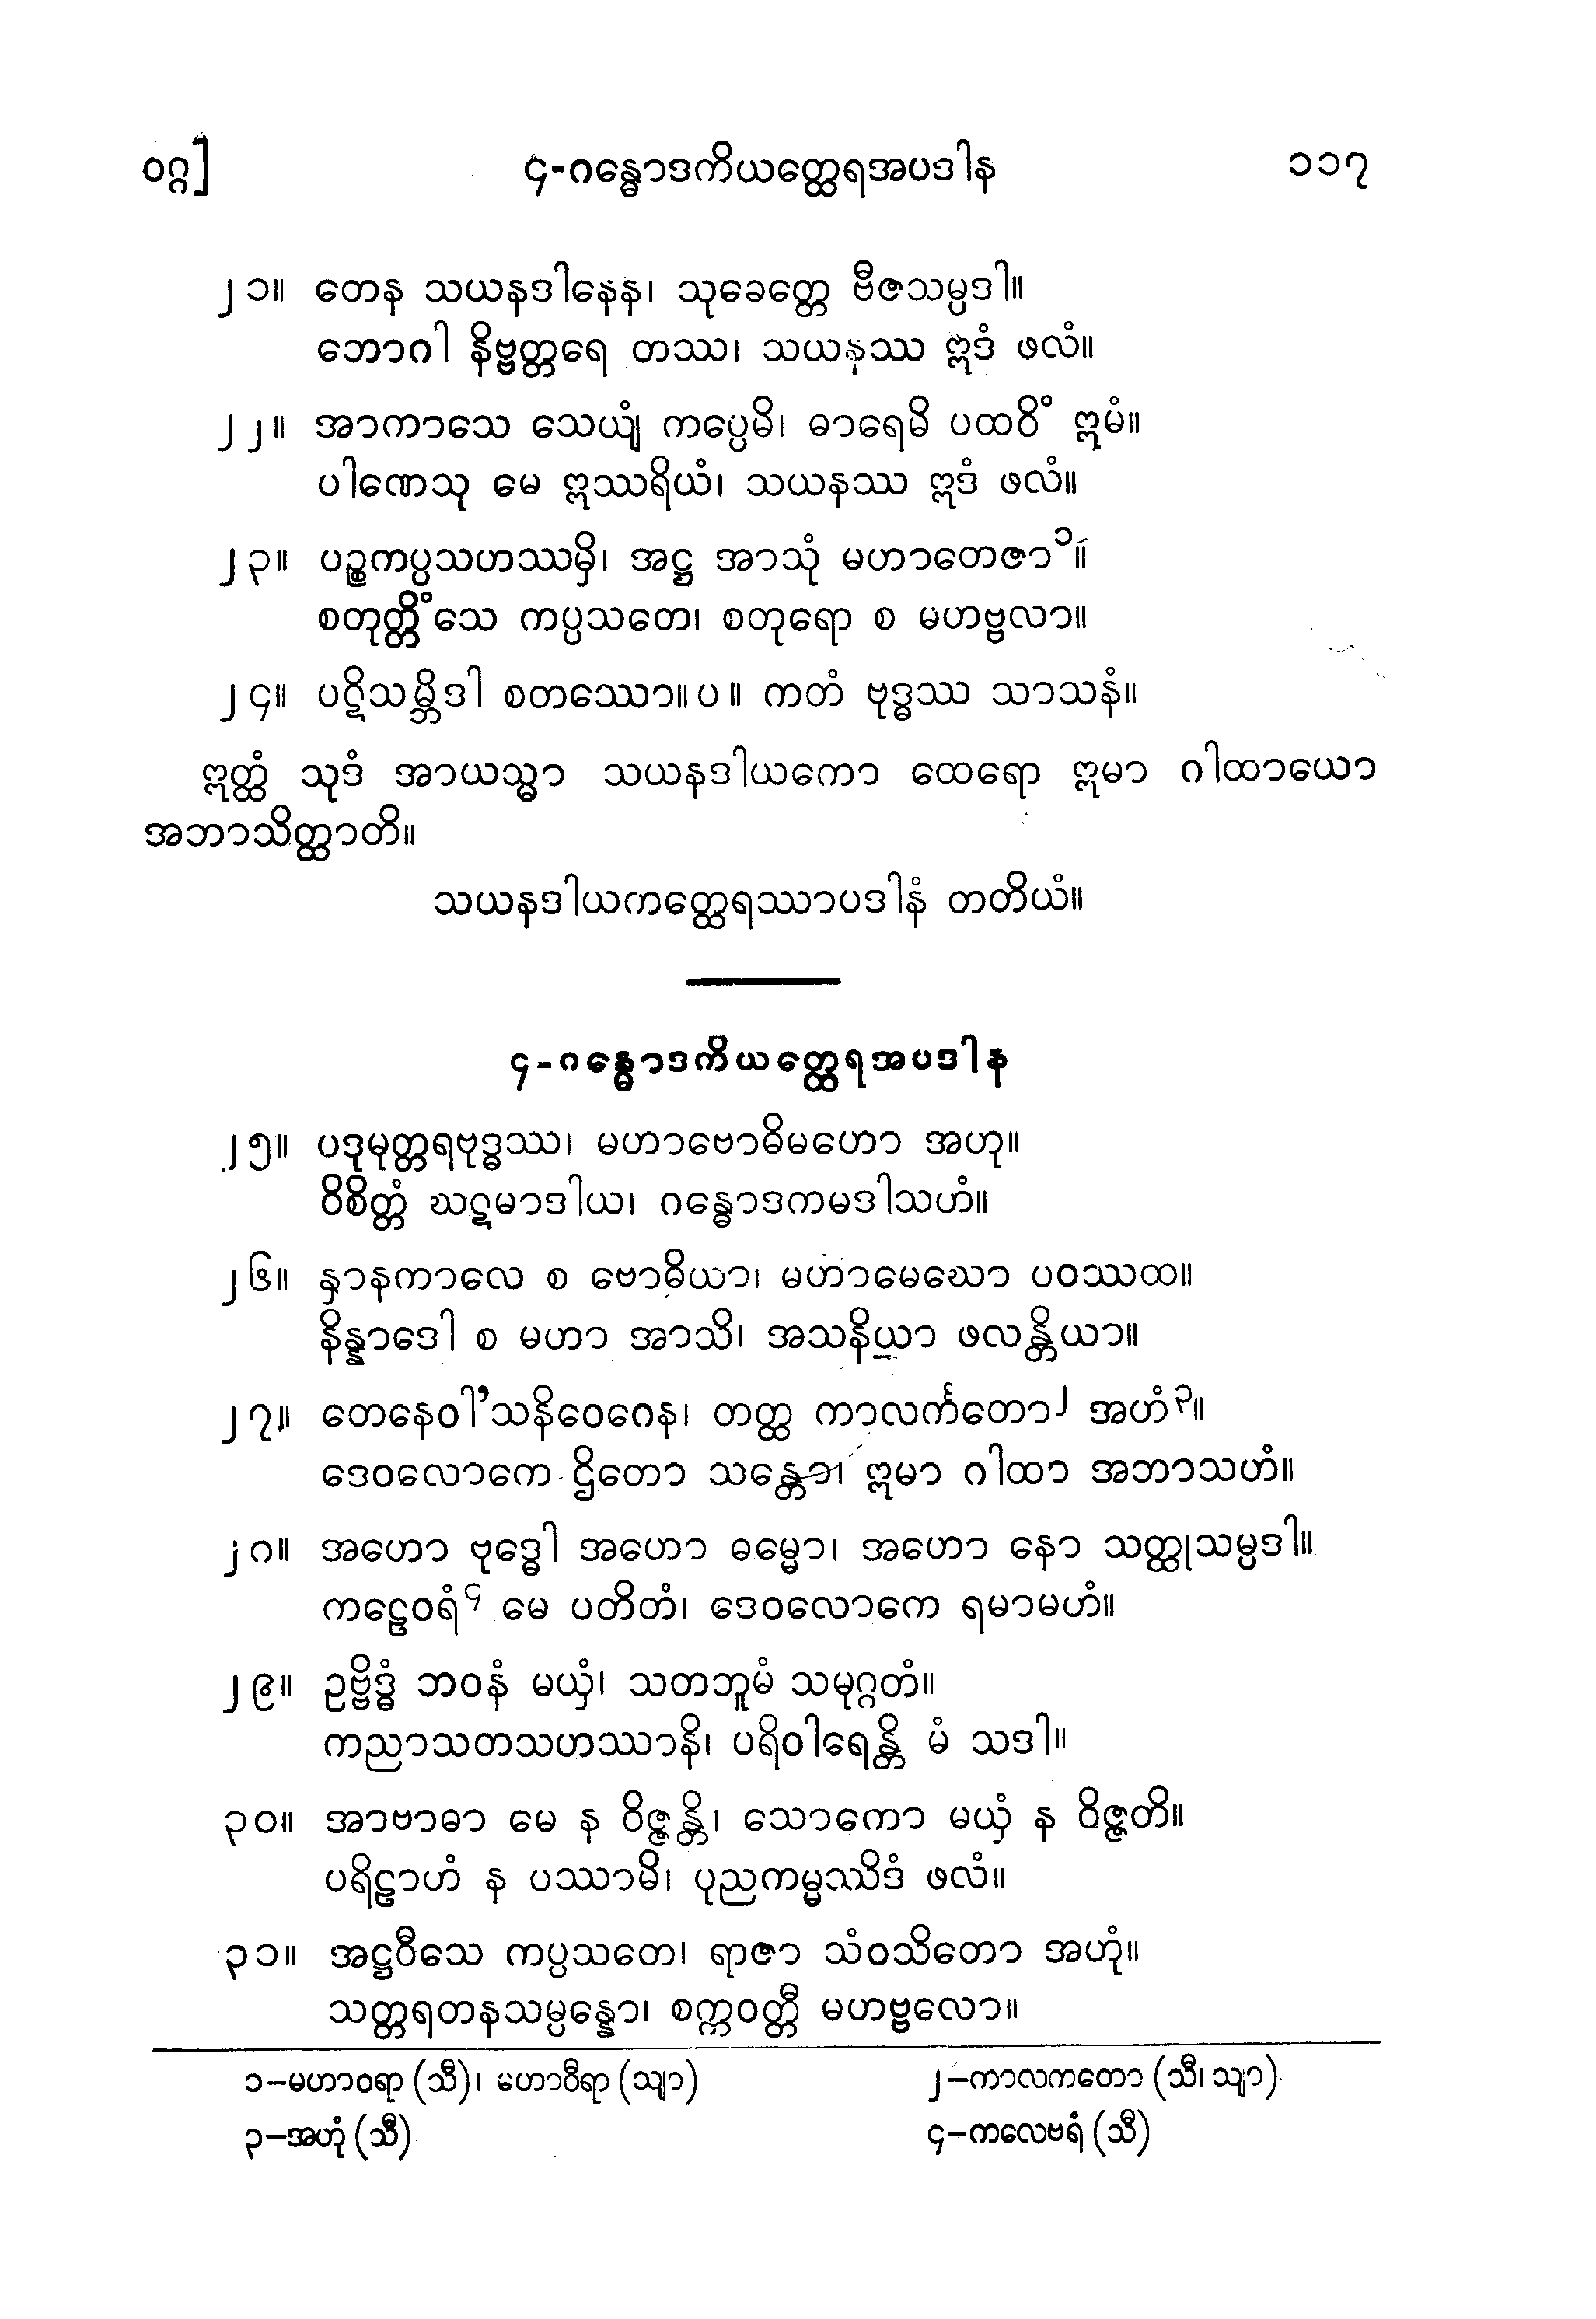 ဝဂ္ဂ] ၄-ဂန္ဓောဒကိယတ္ထေရအပဒါန ၁၁၇
၂၁။ တေန သယနဒါနေန၊ သုခေတ္တေ ဗီဇသမ္ပဒါ။
ဘောဂါ နိဗ္ဗတ္တရေ တဿ၊ သယနဿ ဣဒံ ဖလံ။
၂၂။ အာကာသေ သေယျံ ကပ္ပေမိ၊ ဓာရေမိ ပထဝိံ ဣမံ။
ပါဏေသု မေ ဣဿရိယံ၊ သယနဿ ဣဒံ ဖလံ။
၂၃။ ပဉ္စကပ္ပသဟဿမှိ၊ အဋ္ဌ အာသုံ မဟာတေဇာ၁။
စတုတ္တိံသေ ကပ္ပသတေ၊ စတုရော စ မဟဗ္ဗလာ။
၂၄။ ပဋိသမ္ဘိဒါ စတဿော။ပ။ ကတံ ဗုဒ္ဓဿ သာသနံ။
ဣတ္ထံ သုဒံ အာယသ္မာ သယနဒါယကော ထေရော ဣမာ ဂါထာယော
အဘာသိတ္ထာတိ။
သယနဒါယကတ္ထေရဿာပဒါနံ တတိယံ။
၄-ဂန္ဓောဒကိယတ္ထေရအပဒါန
၂၅။ ပဒုမုတ္တရဗုဒ္ဓဿ၊ မဟာဗောဓိမဟော အဟု။
ဝိစိတ္တံ ဃဋမာဒါယ၊ ဂန္ဓောဒကမဒါသဟံ။
၂၆။ နှာနကာလေ စ ဗောဓိယာ၊ မဟာမေဃော ပဝဿထ။
နိန္နာဒေါ စ မဟာ အာသိ၊ အသနိယာ ဖလန္တိယာ။
၂၇။ တေနေဝါ’သနိဝေဂေန၊ တတ္ထ ကာလင်္ကတော၂ အဟံ၃။
ဒေဝလောကေ ဌိတော သန္တော၊ ဣမာ ဂါထာ အဘာသဟံ။
၂၈။ အဟော ဗုဒ္ဓေါ အဟော ဓမ္မော၊ အဟော နော သတ္ထုသမ္ပဒါ။
ကဠေဝရံ၄ မေ ပတိတံ၊ ဒေဝလောကေ ရမာမဟံ။
၂၉။ ဥဗ္ဗိဒ္ဓံ ဘဝနံ မယှံ၊ သတဘူမံ သမုဂ္ဂတံ။
ကညာသတသဟဿာနိ၊ ပရိဝါရေန္တိ မံ သဒါ။
၃၀။ အာဗာဓာ မေ န ဝိဇ္ဇန္တိ၊ သောကော မယှံ န ဝိဇ္ဇတိ။
ပရိဠာဟံ န ပဿာမိ၊ ပုညကမ္မဿိဒံ ဖလံ။
၃၁။ အဋ္ဌဝီသေ ကပ္ပသတေ၊ ရာဇာ သံဝသိတော အဟုံ။
သတ္တရတနသမ္ပန္နော၊ စက္ကဝတ္တီ မဟဗ္ဗလော။
၁–မဟာဝရာ (သီ)၊ မဟာဝီရာ (သျာ) ၂–ကာလကတော (သီ၊ သျာ)
၃–အဟုံ (သီ) ၄–ကလေဗရံ (သီ)